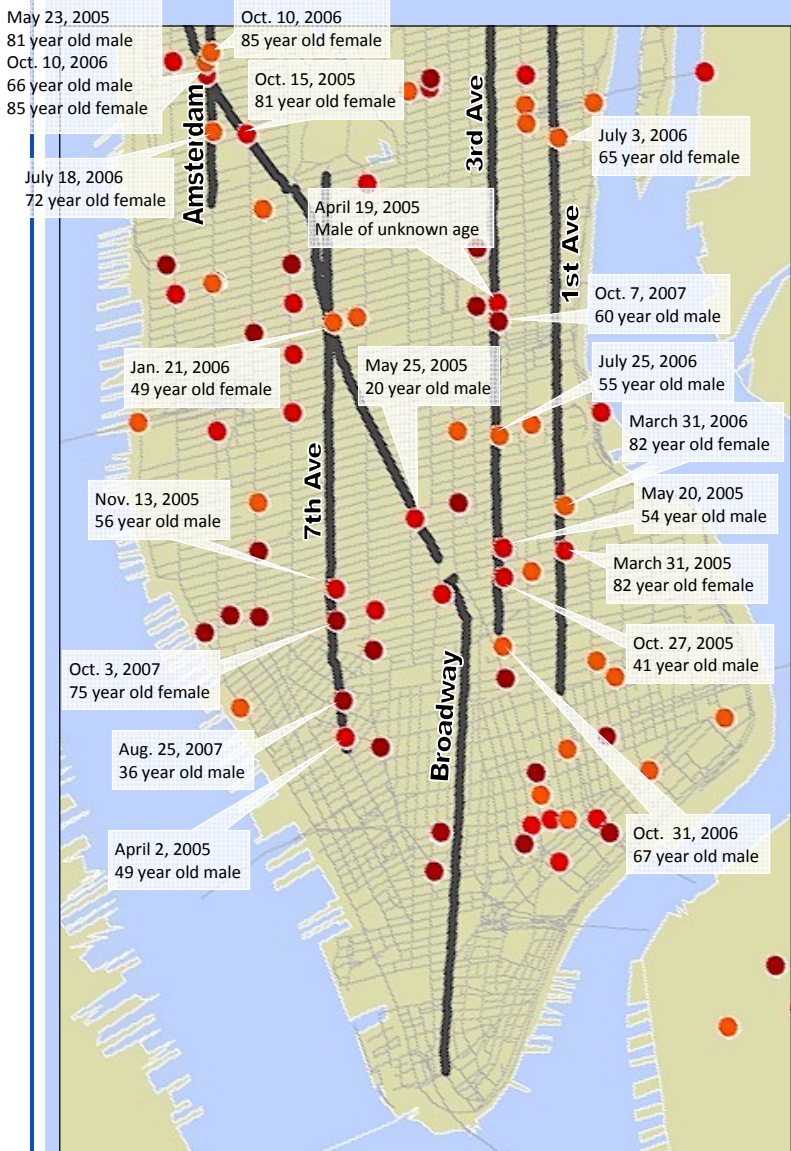 May 23, 2005
81 year old male
Oct. 10, 2006
66 year old male
85 year old female
Oct. 10, 2006
85 year old female
Oct. 15, 2005
81 year old female
Amsterdam
3rd Ave
July 3, 2006
65 year old female
July 18, 2006
72 year old female
April 19, 2005
Male of unknown age
1st Ave
Oct. 7, 2007
60 year old male
Jan. 21, 2006
49 year old female
May 25, 2005
20 year old male
July 25, 2006
55 year old male
March 31, 2006
82 year old female
7th Ave
Nov. 13, 2005
56 year old male
May 20, 2005
54 year old male
March 31, 2005
82 year old female
Oct. 27, 2005
41 year old male
Oct. 3, 2007
75 year old female
Broadway
Aug. 25, 2007
36 year old male
April 2, 2005
49 year old male
Oct. 31, 2006
67 year old male